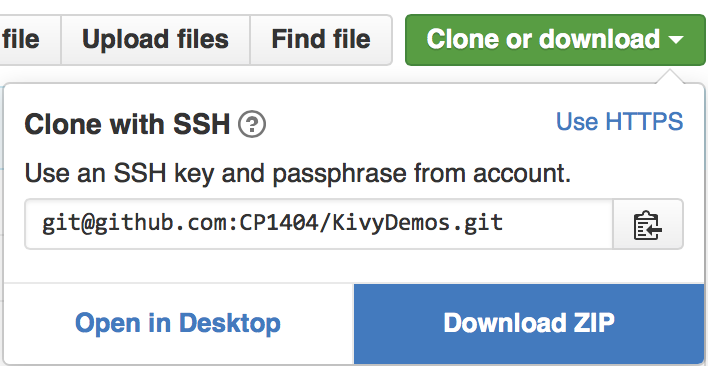 file Upload files Find file Clone or download
Clone with SSH ? Use HTTPS
Use an SSH key and passphrase from account.
git@github.com:CP1404/KivyDemos.git
Open in Desktop Download ZIP